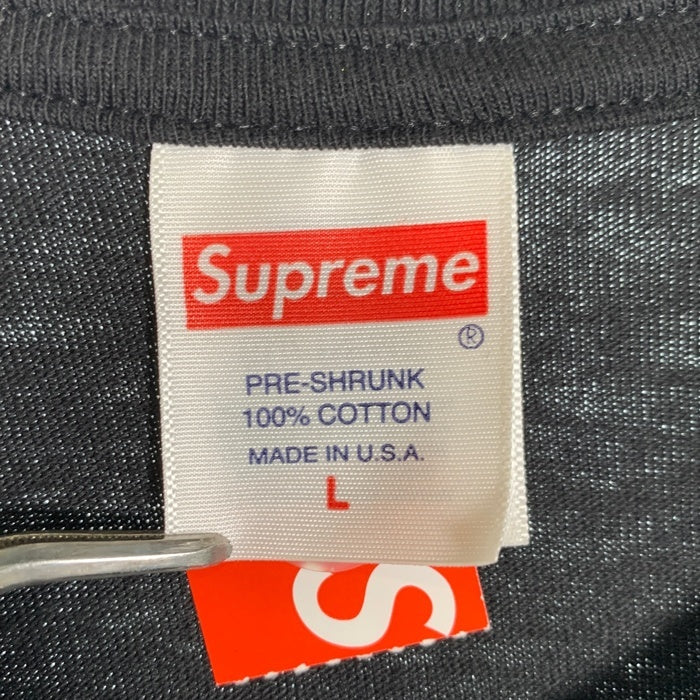 Supreme
®
PRE-SHRUNK
100% COTTON
MADE IN U.S.A.
L
S